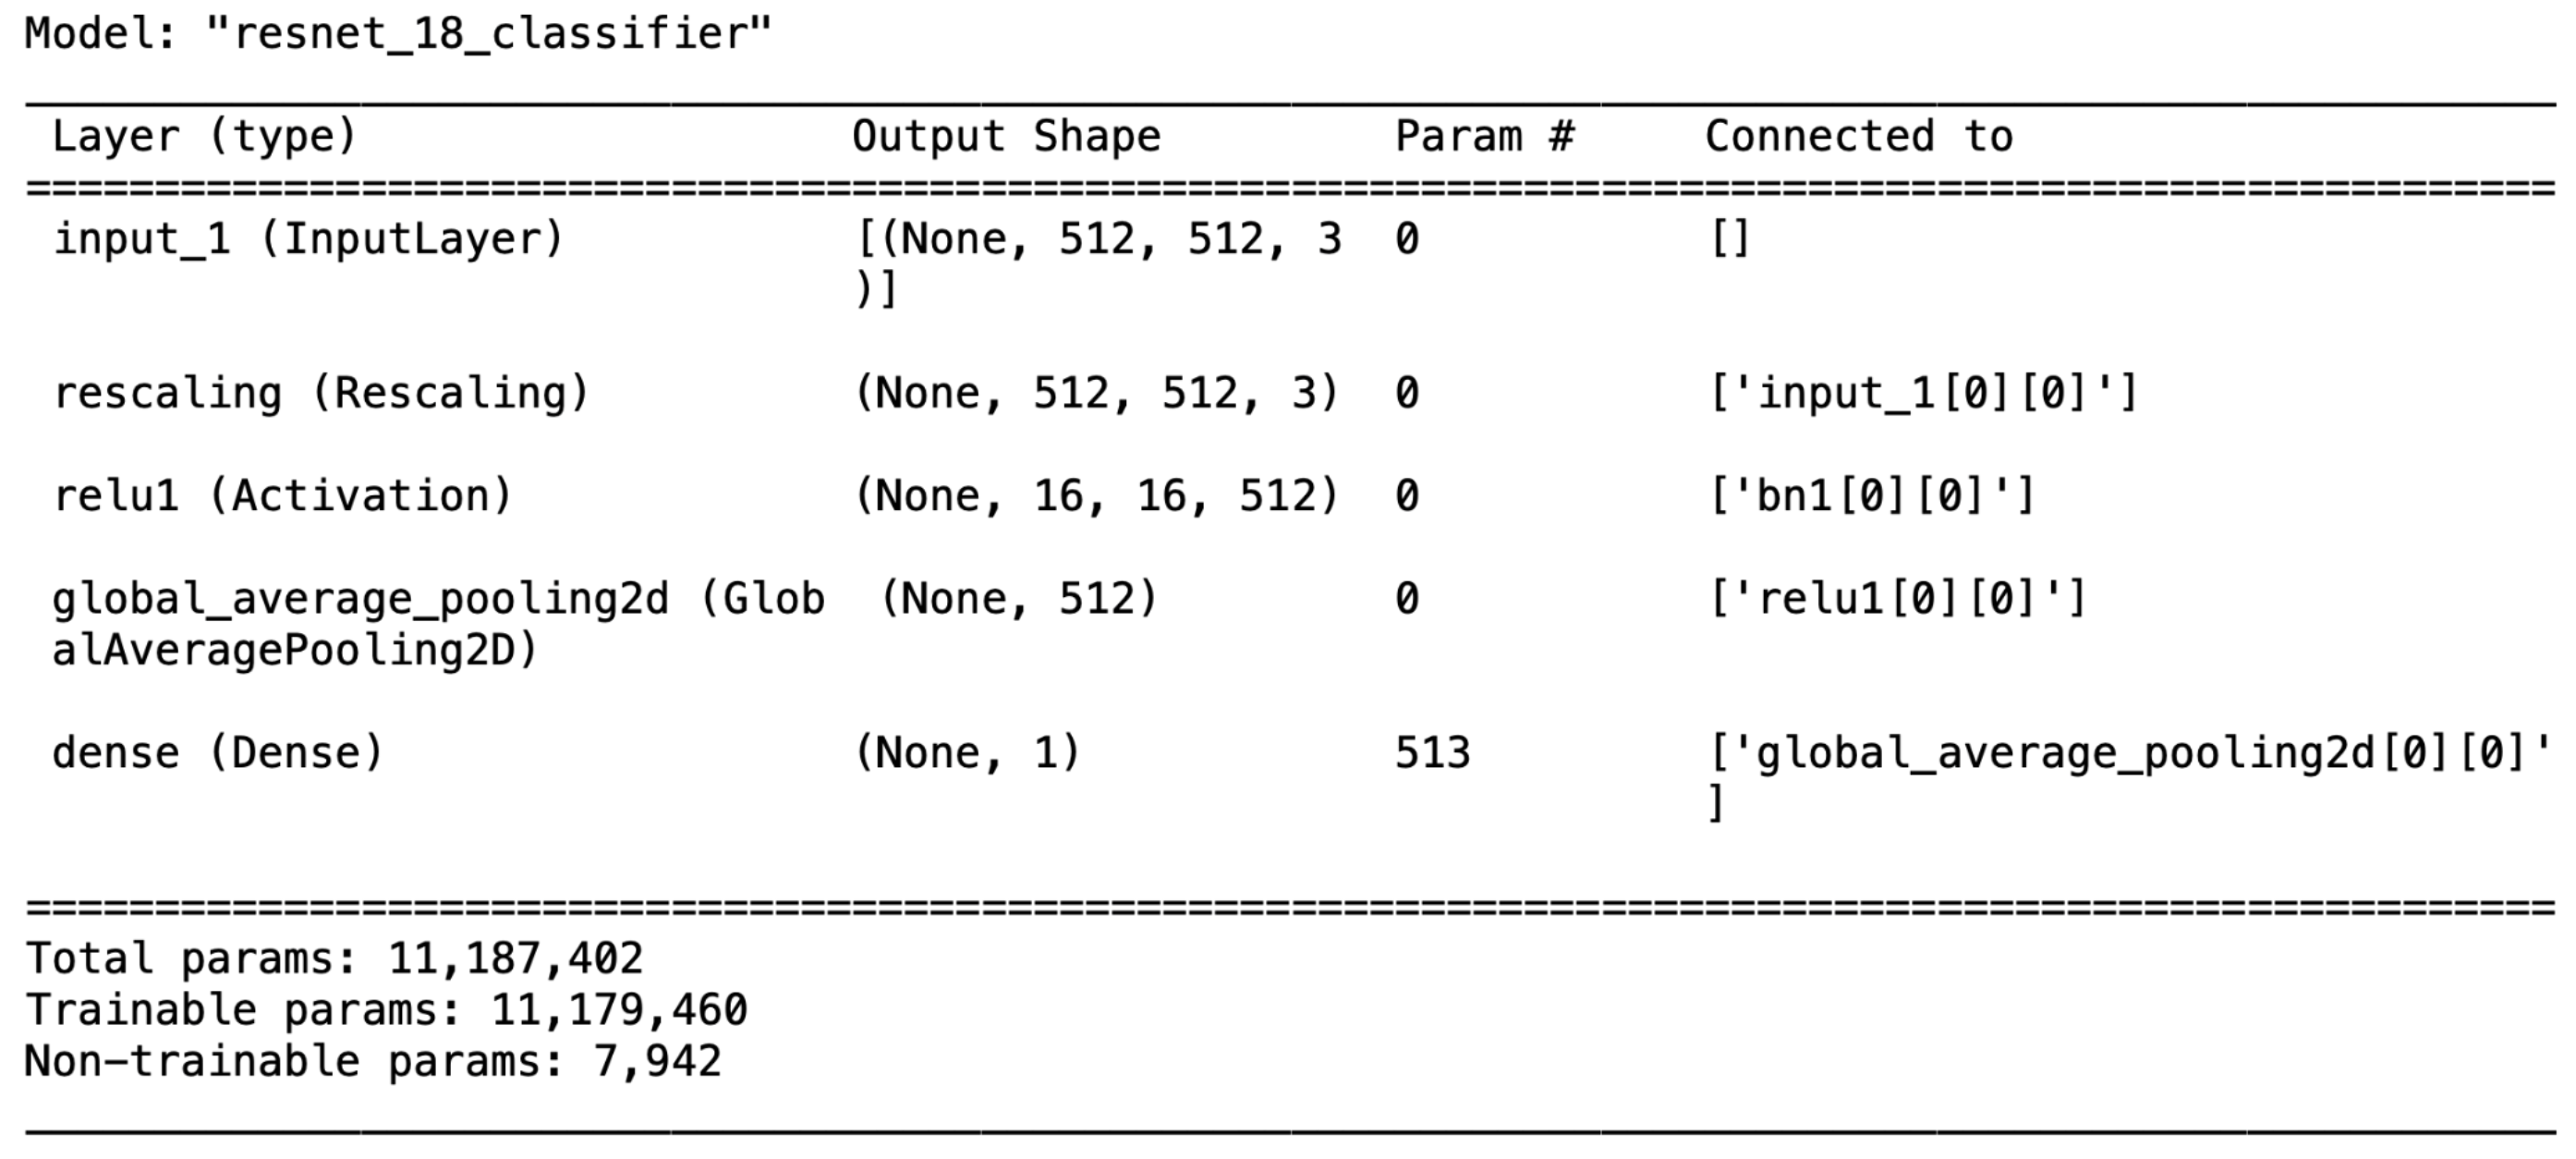 Model: "resnet_18_classifier"
Layer (type) Output Shape Param # Connected to
input_1 (InputLayer) [(None, 512, 512, 3 0 []
)]
rescaling (Rescaling) (None, 512, 512, 3) 0 ['input_1[0][0]']
relu1 (Activation) (None, 16, 16, 512) 0 ['bn1[0][0]']
global_average_pooling2d (Glob (None, 512) 0 ['relu1[0][0]']
alAveragePooling2D)
dense (Dense) (None, 1) 513 ['global_average_pooling2d[0][0]'
]
Total params: 11,187,402
Trainable params: 11,179,460
Non-trainable params: 7,942